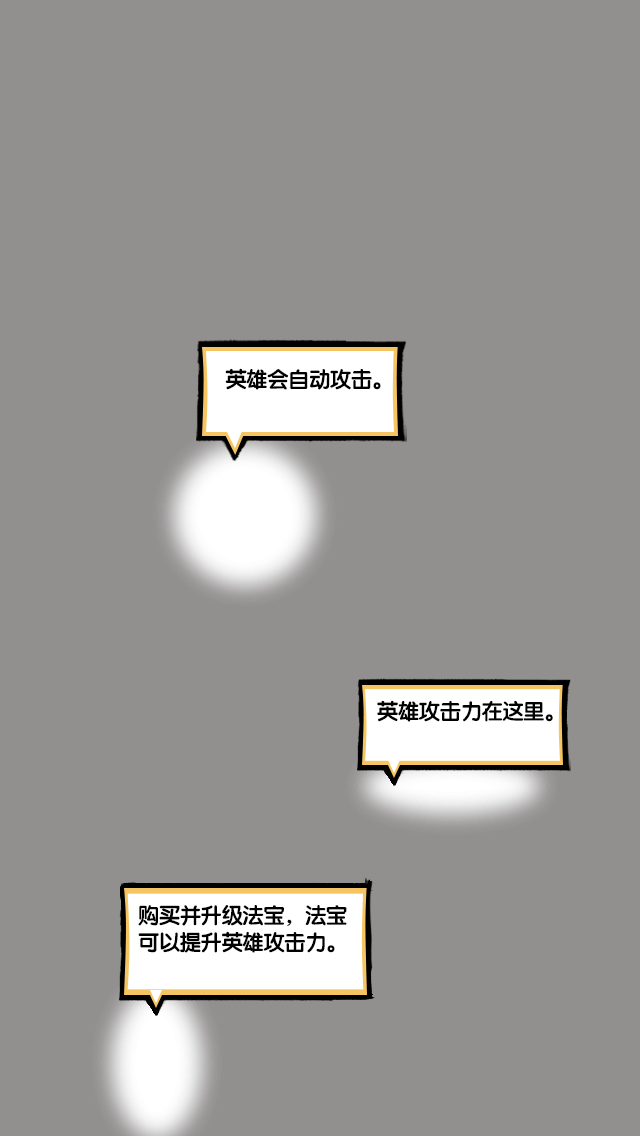 英雄会自动攻击。
英雄攻击力在这里。
购买并升级法宝，法宝
可以提升英雄攻击力。